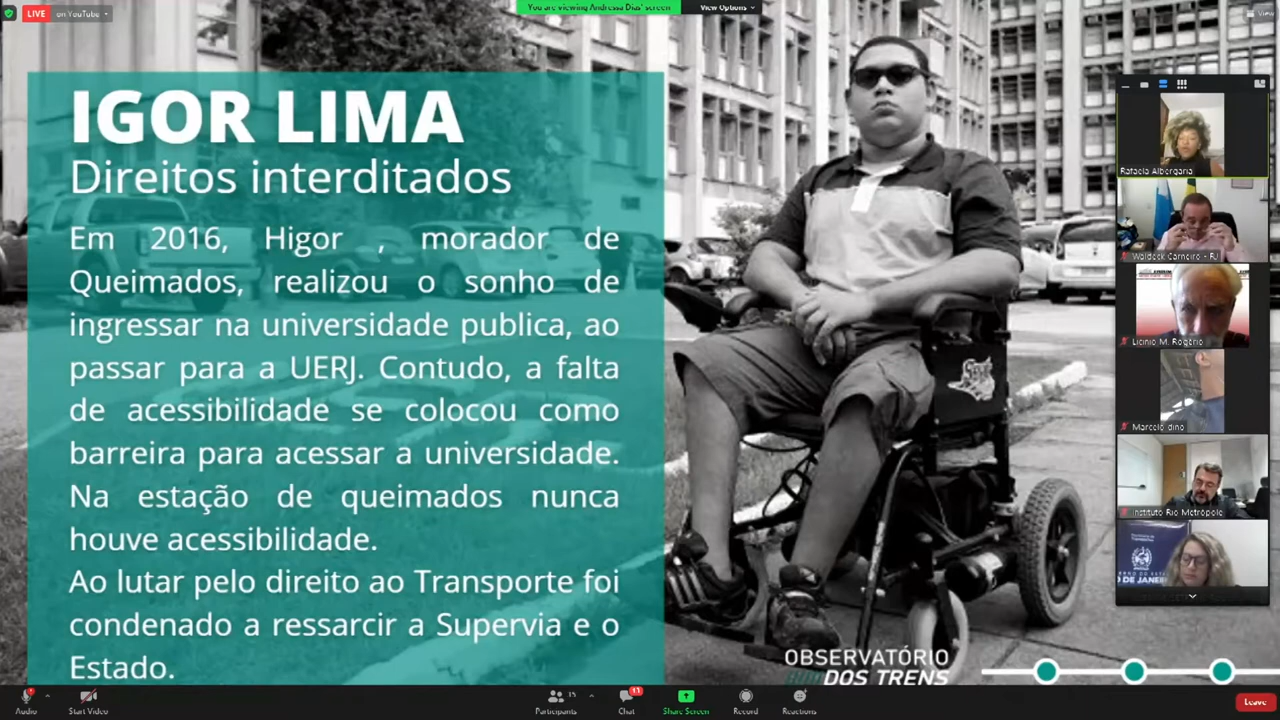 LIVE on YouTube
You are viewing Andressa Dias' screen
View Options
View
IGOR LIMA
Direitos interditados
Em 2016, Higor , morador de
Queimados, realizou o sonho de
ingressar na universidade publica, ao
passar para a UERJ. Contudo, a falta
de acessibilidade se colocou como
barreira para acessar a universidade.
Na estação de queimados nunca
houve acessibilidade.
Ao lutar pelo direito ao Transporte foi
condenado a ressarcir a Supervia e o
Estado.
OBSERVATÓRIO
DOS TRENS
Rafaela Albergaria
Waldeck Carneiro - RJ
Licinio M. Rogério
Marcelo dino
Instituto Rio Metrópole
DE JANEI
Audio
Start Video
Participants
Chat
Share Screen
Record
Reactions
Leave